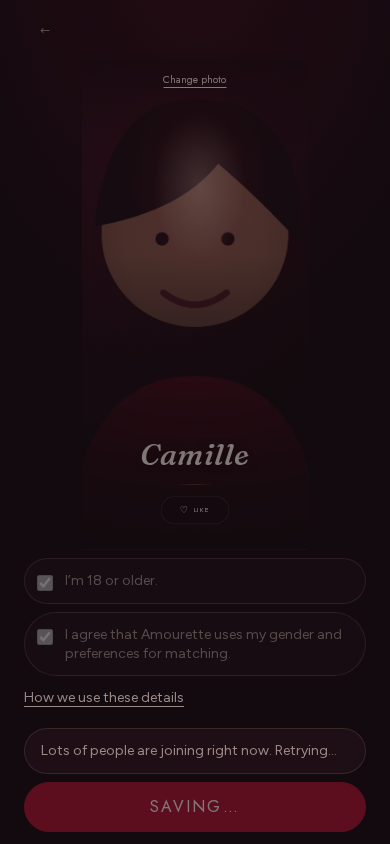 ←
Change photo
Camille
♡ LIKE
I'm 18 or older.
I agree that Amourette uses my gender and
preferences for matching.
How we use these details
Lots of people are joining right now. Retrying…
SAVING…